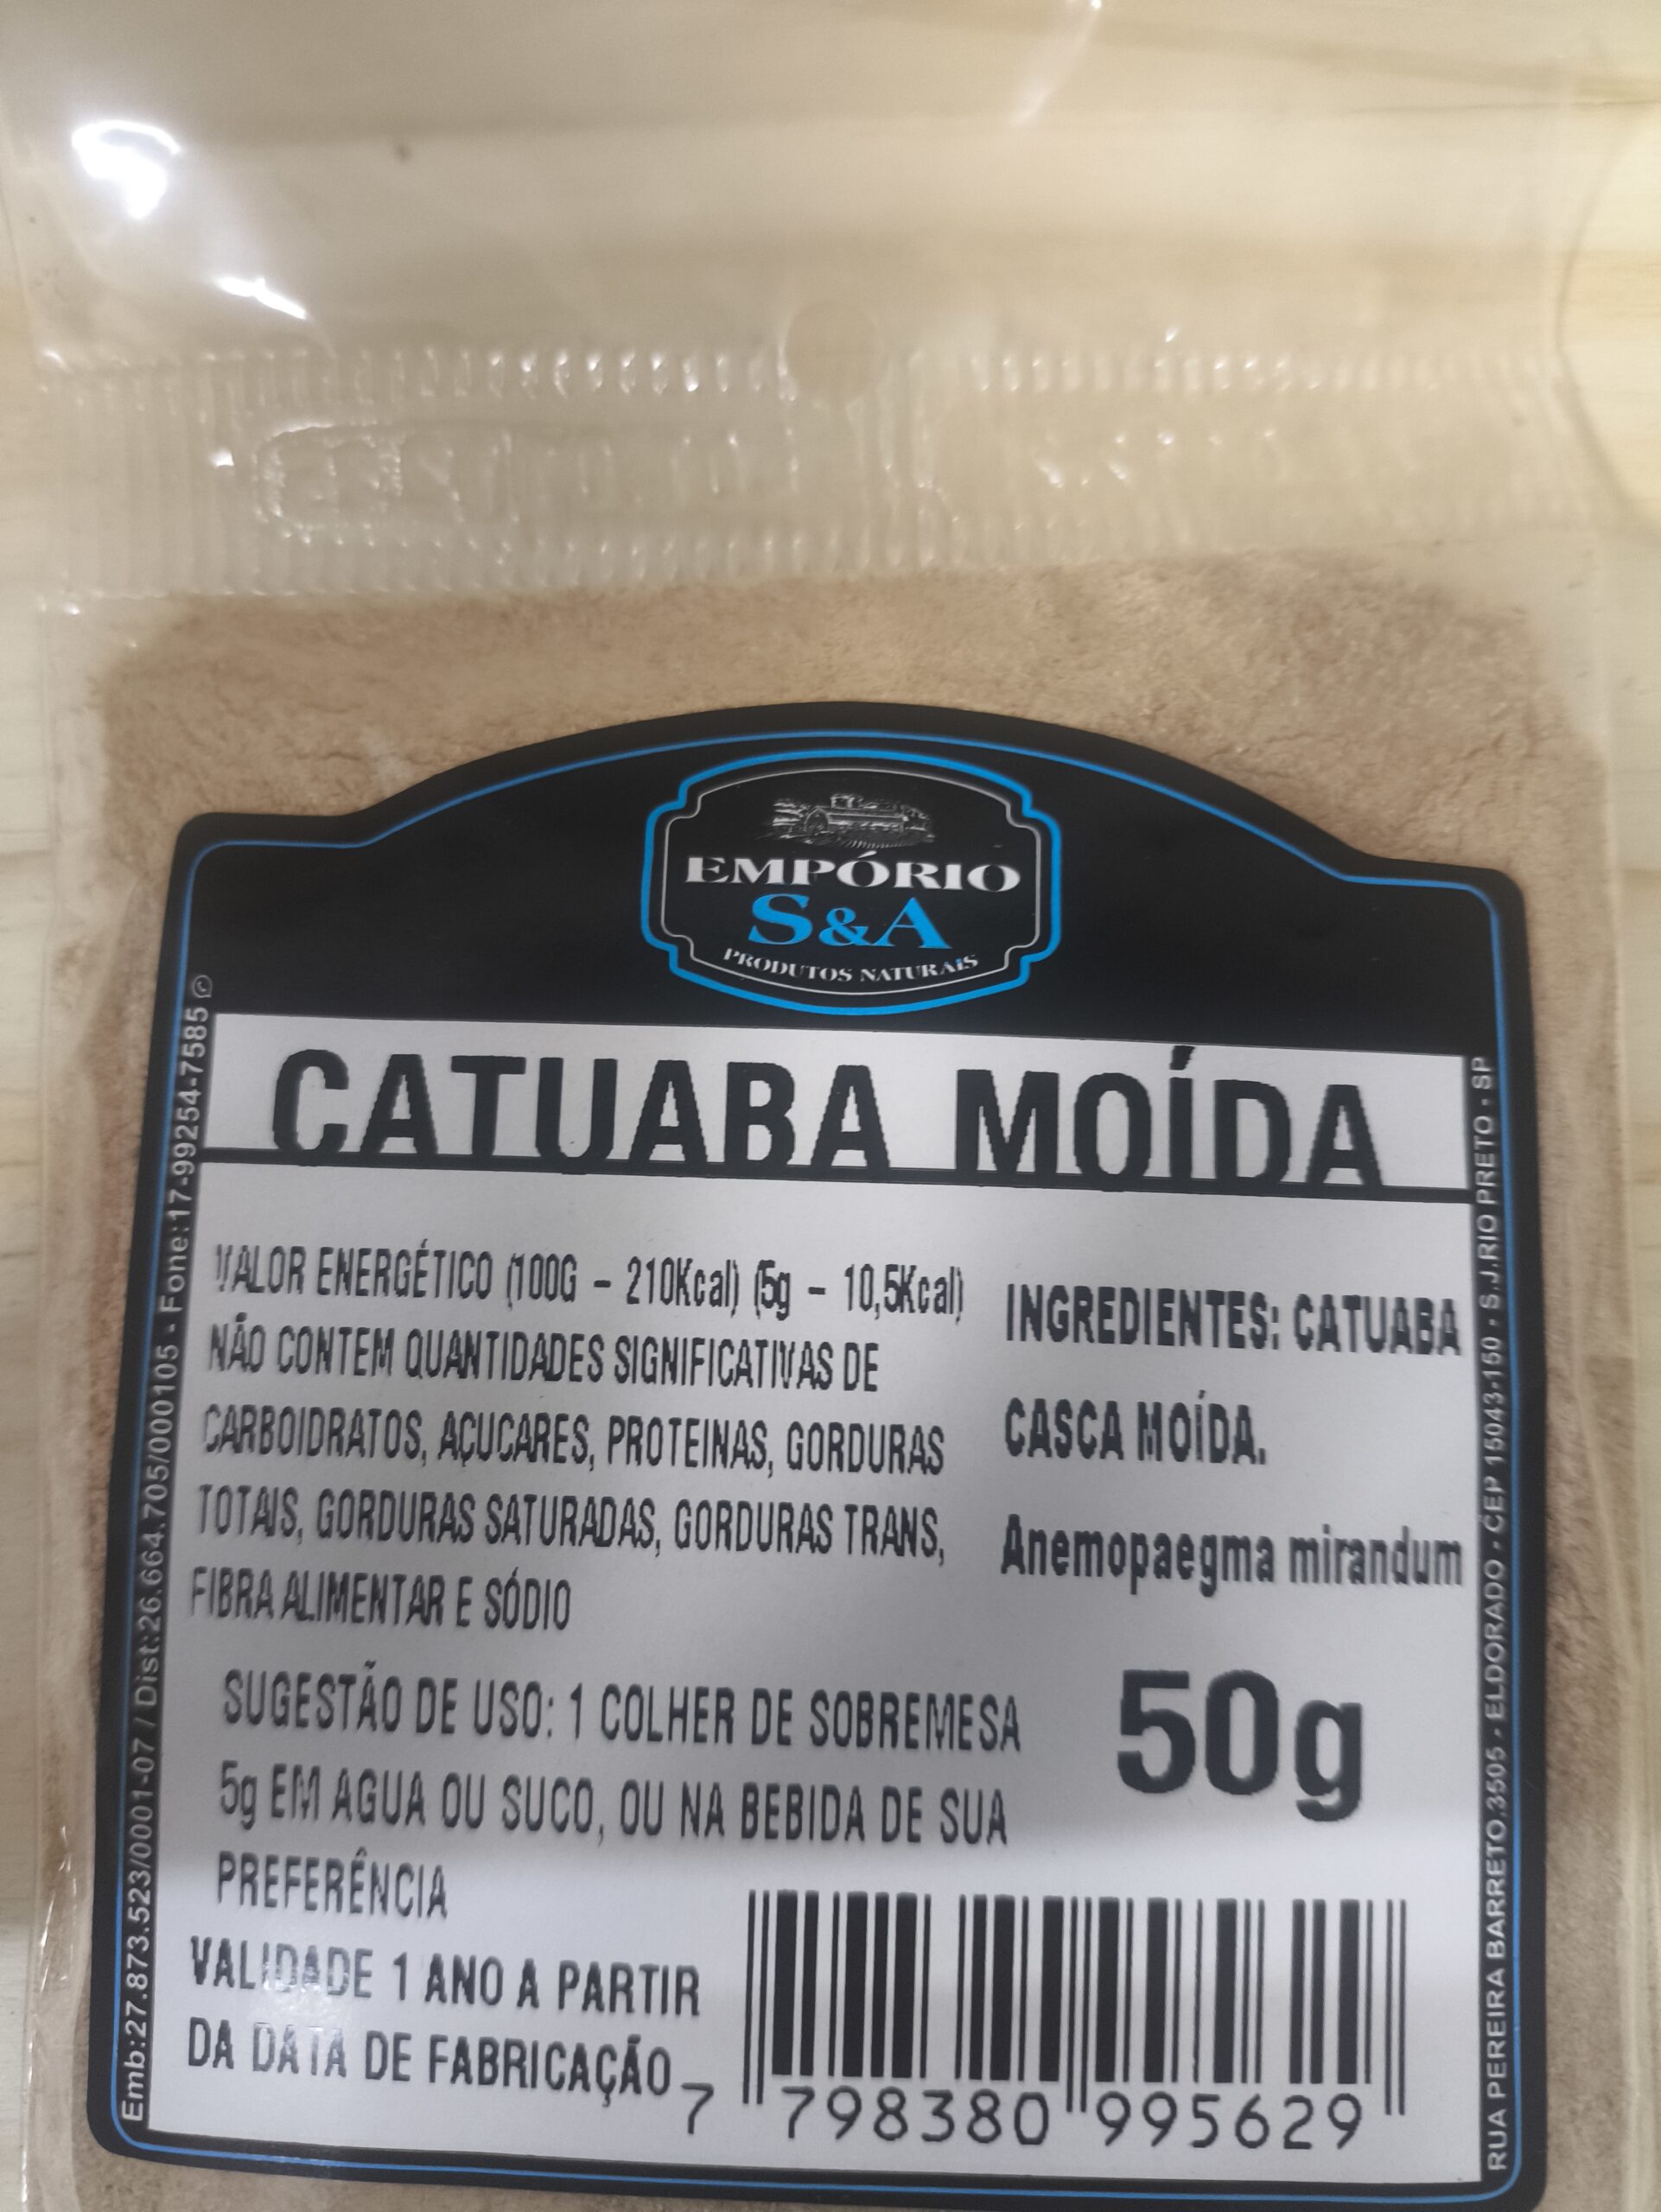 EMPÓRIO
S&A
PRODUTOS NATURAIS
CATUABA MOÍDA
VALOR ENERGÉTICO (100G – 210Kcal) (5g – 10,5Kcal)
NÃO CONTEM QUANTIDADES SIGNIFICATIVAS DE
CARBOIDRATOS, AÇUCARES, PROTEINAS, GORDURAS
TOTAIS, GORDURAS SATURADAS, GORDURAS TRANS,
FIBRA ALIMENTAR E SÓDIO
INGREDIENTES: CATUABA
CASCA MOÍDA.
Anemopaegma mirandum
SUGESTÃO DE USO: 1 COLHER DE SOBREMESA
5g EM AGUA OU SUCO, OU NA BEBIDA DE SUA
PREFERÊNCIA
50g
VALIDADE 1 ANO A PARTIR
DA DATA DE FABRICAÇÃO
7 798380 995629
Emb:27.873.523/0001-07 / Dist:26.664.705/000105 - Fone:17-99254-7585
RUA PEREIRA BARRETO,3505 - ELDORADO - CEP 15043-150 - S.J.RIO PRETO - SP